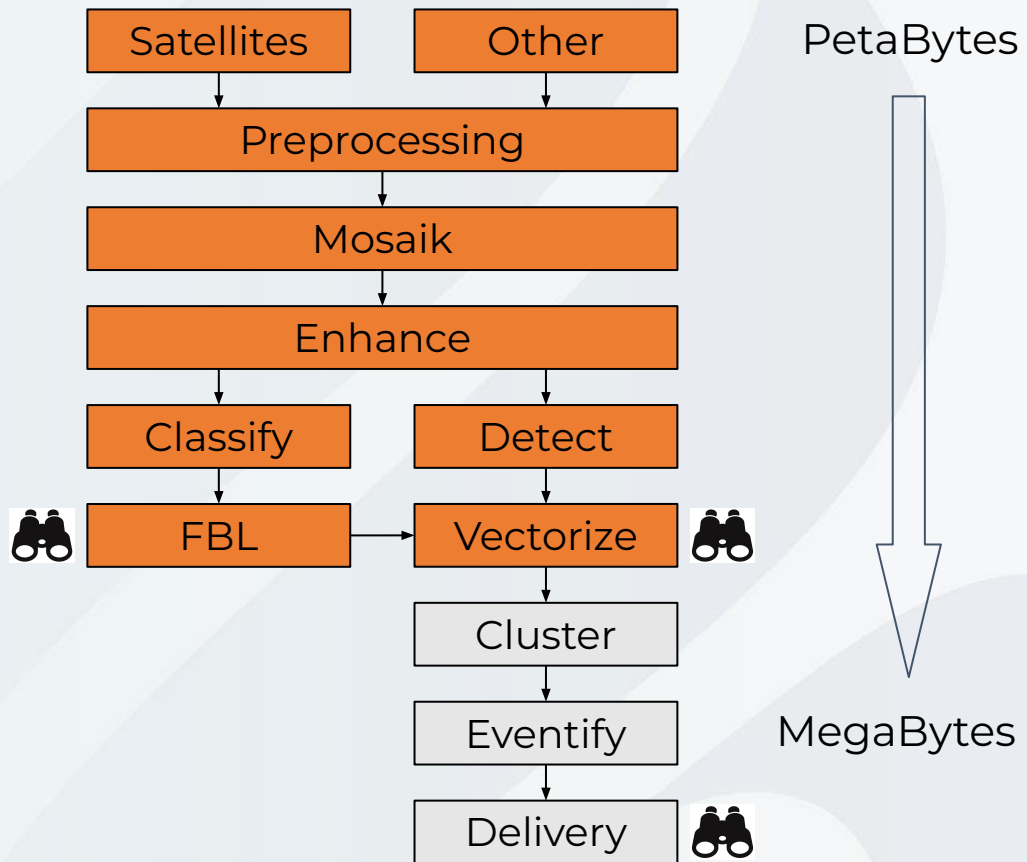 Satellites
Other
PetaBytes
Preprocessing
Mosaik
Enhance
Classify
Detect
FBL
Vectorize
Cluster
Eventify
MegaBytes
Delivery